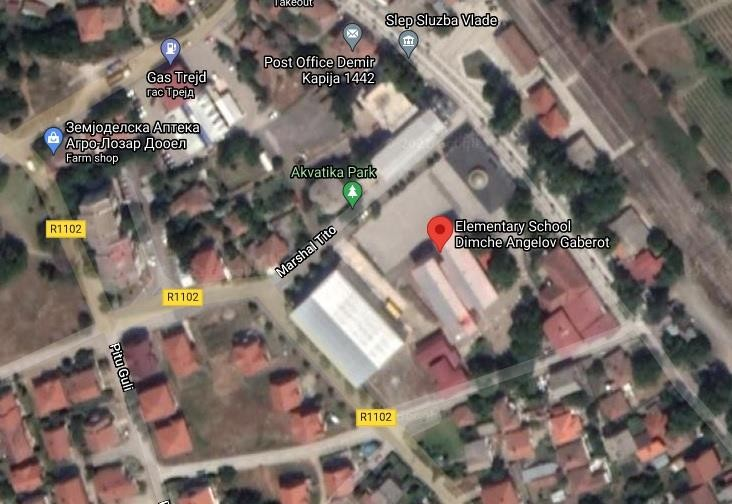 Takeout
Slep Sluzba Vlade
Post Office Demir
Kapija 1442
Gas Trejd
гас Трејд
Земјоделска Аптека
Агро-Лозар Дооел
Farm shop
Akvatika Park
Elementary School
Dimche Angelov Gaberot
R1102
Marshal Tito
R1102
Pitu Guli
R1102